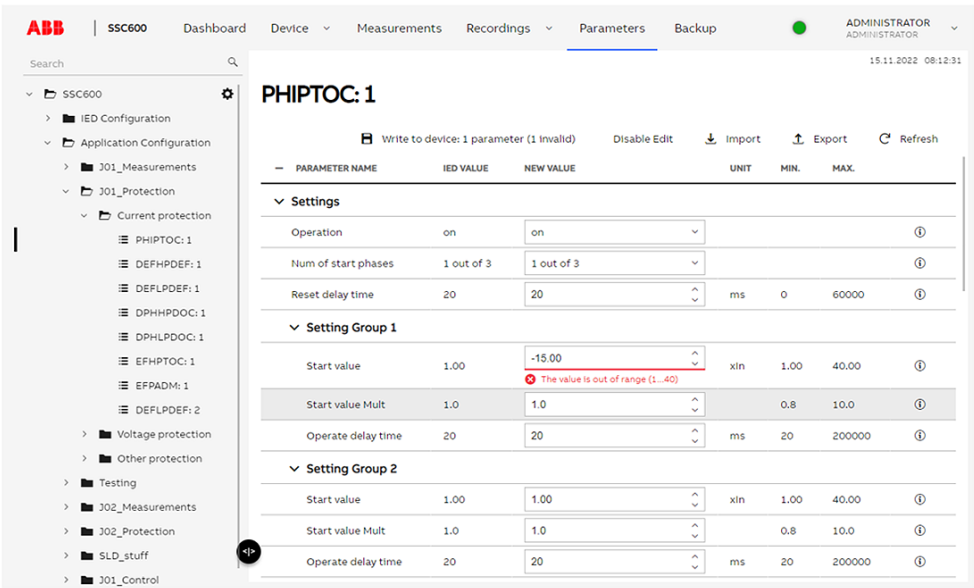 ABB SSC600 Dashboard Device Measurements Recordings Parameters Backup ADMINISTRATOR
ADMINISTRATOR
15.11.2022 08:12:31
Search
SSC600
IED Configuration
Application Configuration
J01_Measurements
J01_Protection
Current protection
PHIPTOC: 1
DEFHPDEF: 1
DEFLPDEF: 1
DPHHPDOC: 1
DPHLPDOC: 1
EFHPTOC: 1
EFPADM: 1
DEFLPDEF: 2
Voltage protection
Other protection
Testing
J02_Measurements
J02_Protection
SLD_stuff
J01_Control
PHIPTOC: 1
Write to device: 1 parameter (1 invalid) Disable Edit Import Export Refresh
PARAMETER NAME IED VALUE NEW VALUE UNIT MIN. MAX.
Settings
Operation on on
Num of start phases 1 out of 3 1 out of 3
Reset delay time 20 20 ms 0 60000
Setting Group 1
Start value 1.00 -15.00 xIn 1.00 40.00
The value is out of range (1...40)
Start value Mult 1.0 1.0 0.8 10.0
Operate delay time 20 20 ms 20 200000
Setting Group 2
Start value 1.00 1.00 xIn 1.00 40.00
Start value Mult 1.0 1.0 0.8 10.0
Operate delay time 20 20 ms 20 200000